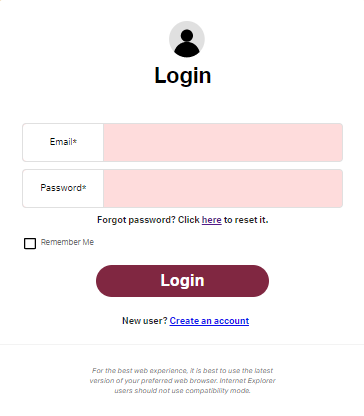 Login
Email*
Password*
Forgot password? Click here to reset it.
Remember Me
Login
New user? Create an account
For the best web experience, it is best to use the latest
version of your preferred web browser. Internet Explorer
users should not use compatibility mode.